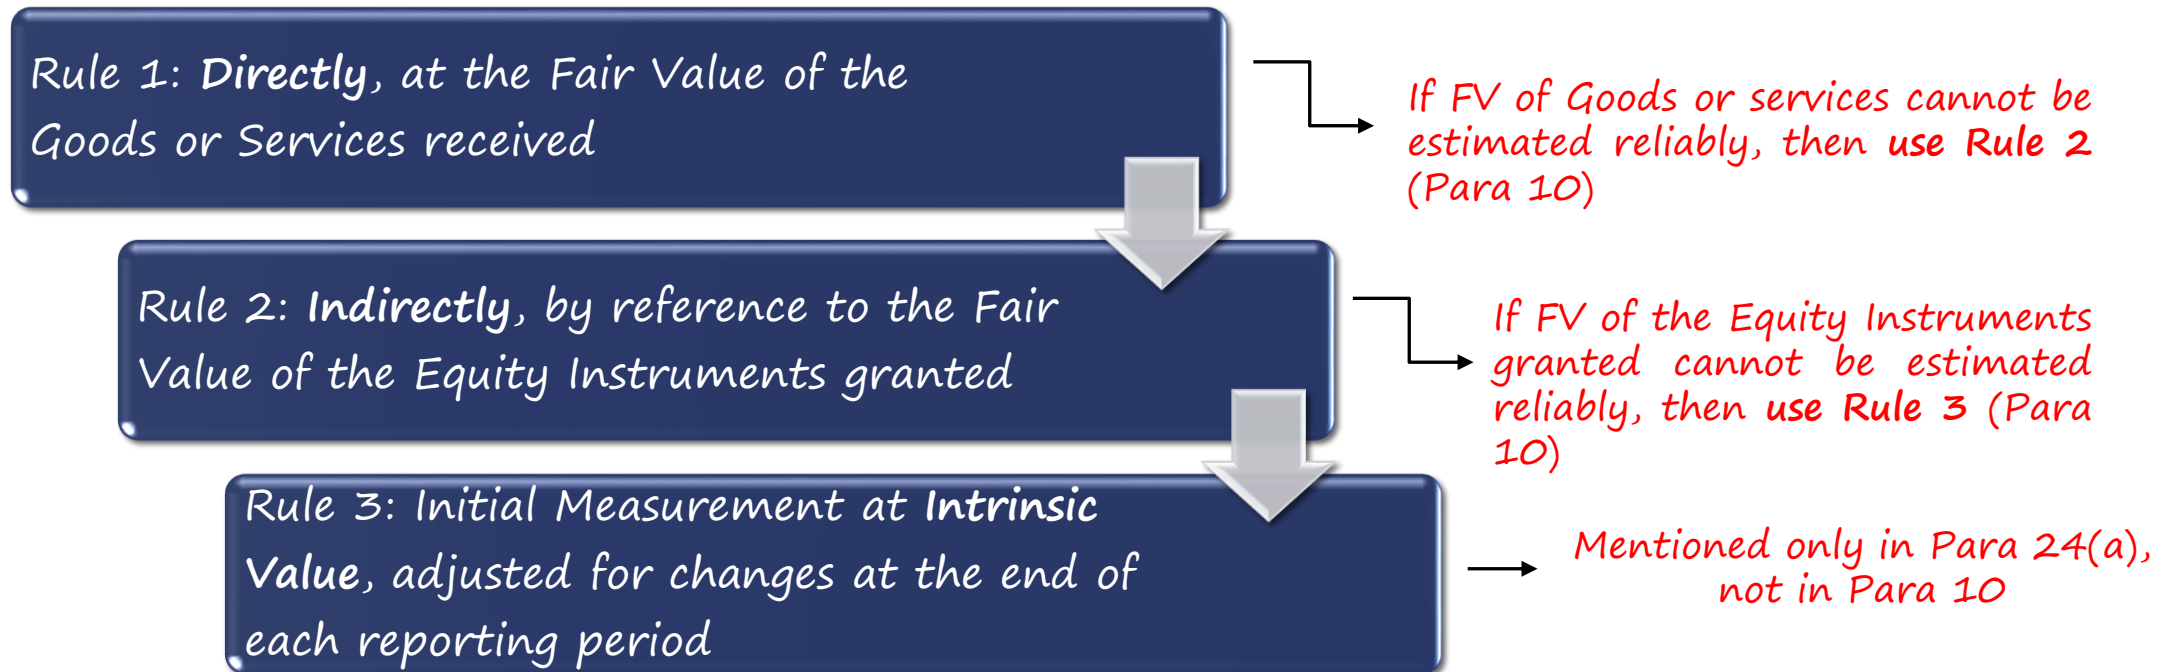 Rule 1: Directly, at the Fair Value of the
Goods or Services received
If FV of Goods or services cannot be
estimated reliably, then use Rule 2
(Para 10)
Rule 2: Indirectly, by reference to the Fair
Value of the Equity Instruments granted
If FV of the Equity Instruments
granted cannot be estimated
reliably, then use Rule 3 (Para
10)
Rule 3: Initial Measurement at Intrinsic
Value, adjusted for changes at the end of
each reporting period
Mentioned only in Para 24(a),
not in Para 10